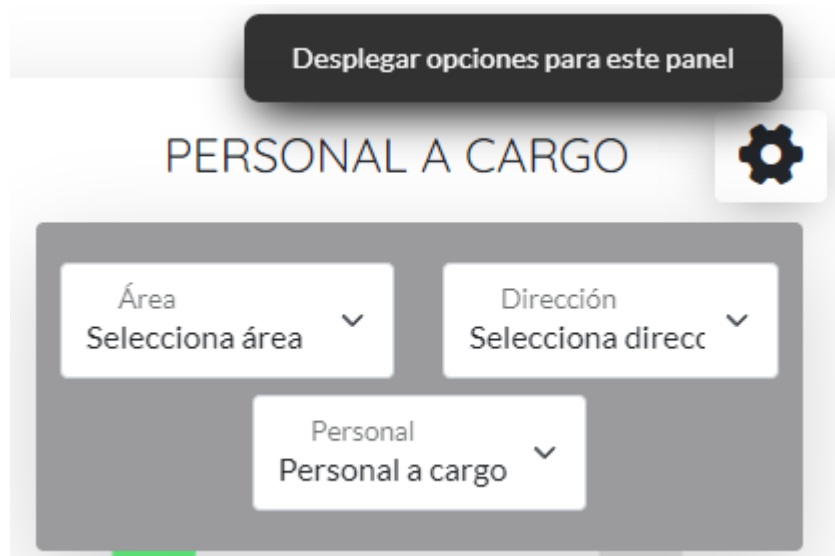 Desplegar opciones para este panel
PERSONAL A CARGO
Área
Selecciona área
Dirección
Selecciona direcc
Personal
Personal a cargo